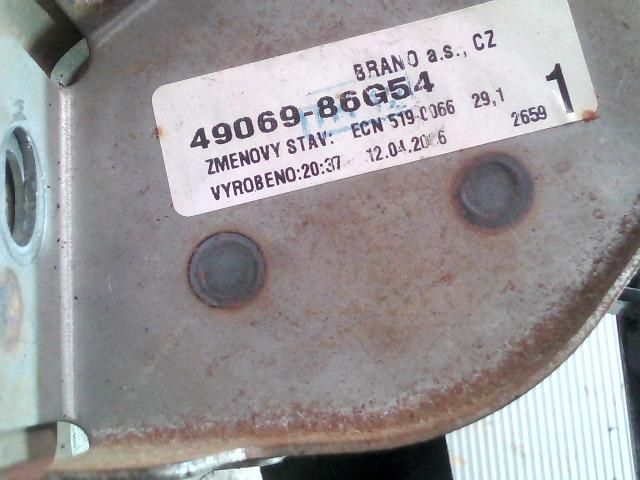 BRANO a.s., CZ
49069-86G54
ZMENOVY STAV: ECN 519-0066 29,1
VYROBENO:20:37 12.04.2006
2659
1